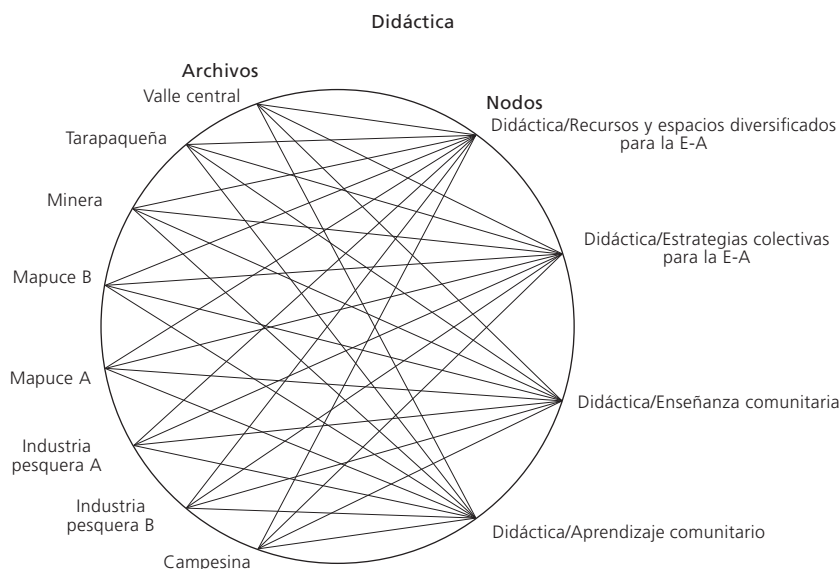 Didáctica
Archivos
Valle central
Tarapaqueña
Minera
Mapuce B
Mapuce A
Industria
pesquera A
Industria
pesquera B
Campesina
Nodos
Didáctica/Recursos y espacios diversificados
para la E-A
Didáctica/Estrategias colectivas
para la E-A
Didáctica/Enseñanza comunitaria
Didáctica/Aprendizaje comunitario